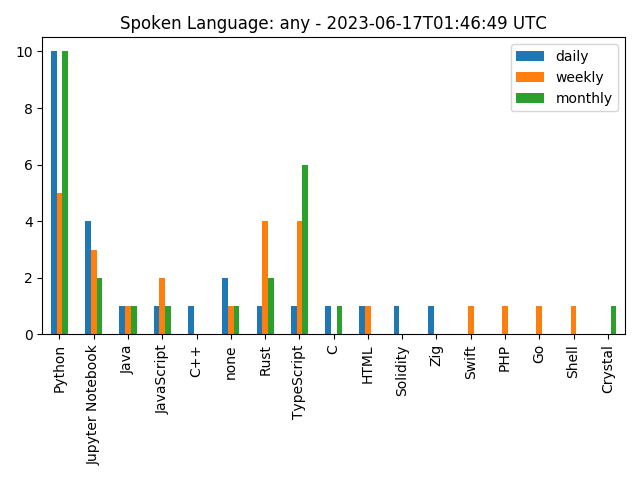 Spoken Language: any - 2023-06-17T01:46:49 UTC
daily
weekly
monthly
10
8
6
4
2
0
Python
Jupyter Notebook
Java
JavaScript
C++
none
Rust
TypeScript
C
HTML
Solidity
Zig
Swift
PHP
Go
Shell
Crystal